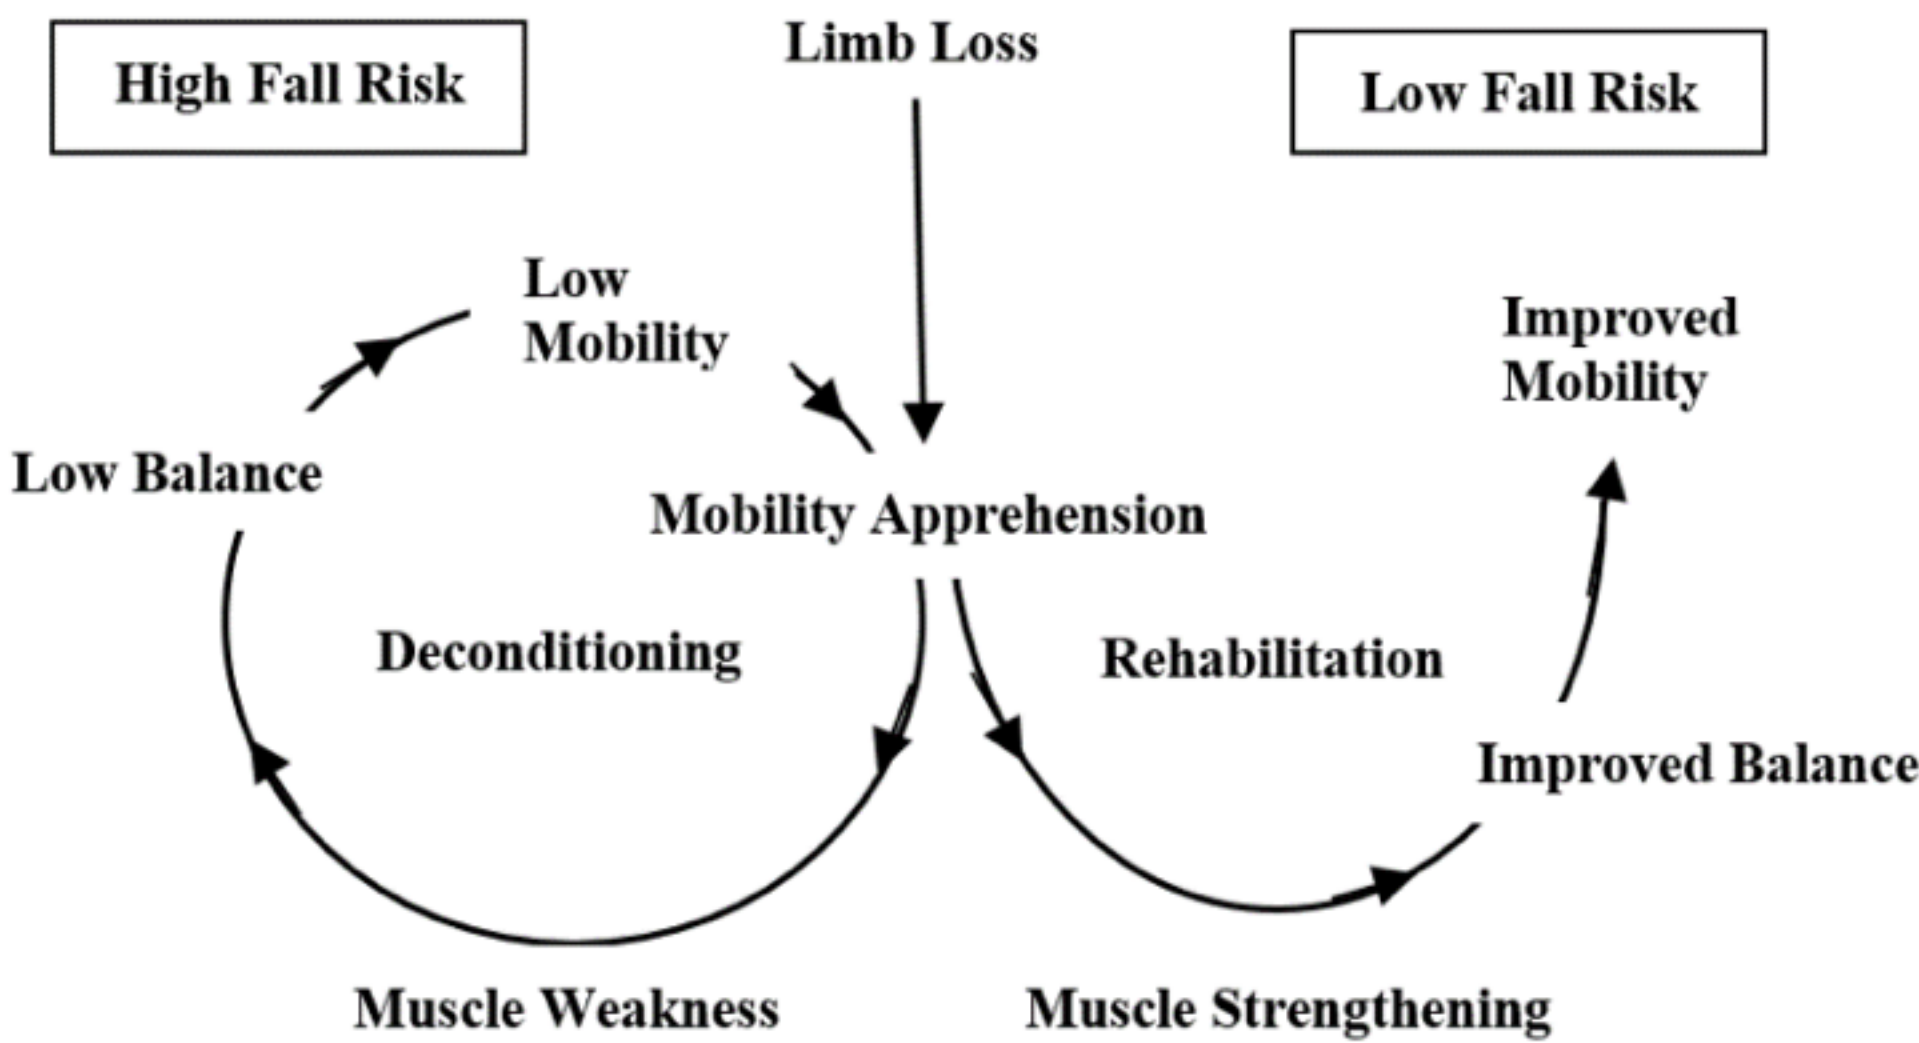 High Fall Risk
Limb Loss
Low Fall Risk
Low
Mobility
Improved
Mobility
Low Balance
Mobility Apprehension
Deconditioning
Rehabilitation
Improved Balance
Muscle Weakness
Muscle Strengthening